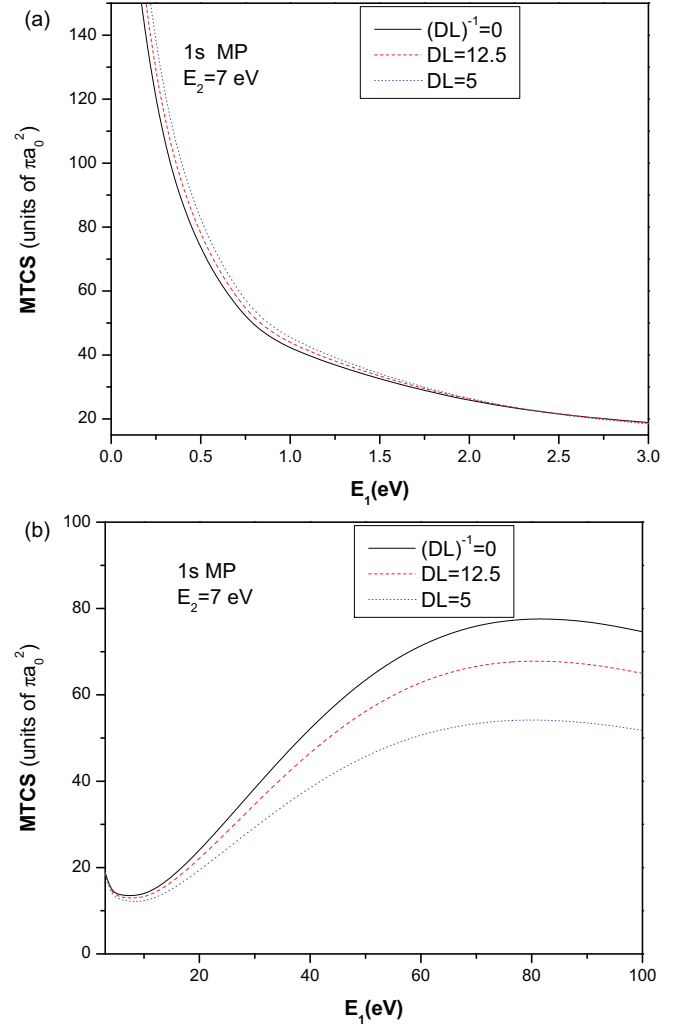 (a)
1s MP
E₂=7 eV
(DL)⁻¹=0
DL=12.5
DL=5
140
120
100
80
60
40
20
MTCS (units of πa₀²)
0.0 0.5 1.0 1.5 2.0 2.5 3.0
E₁(eV)
(b)
1s MP
E₂=7 eV
(DL)⁻¹=0
DL=12.5
DL=5
100
80
60
40
20
0
MTCS (units of πa₀²)
20 40 60 80 100
E₁(eV)